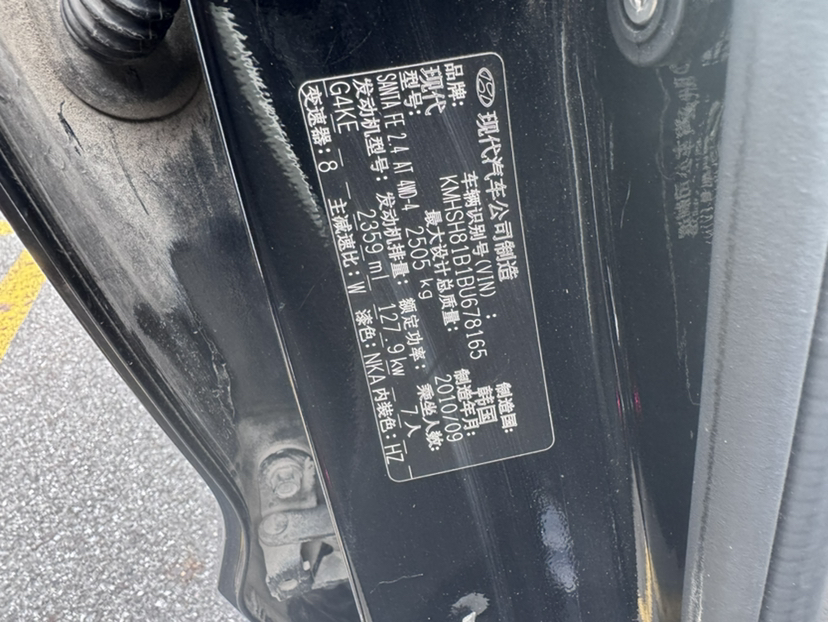 现代汽车公司制造
品牌: 车辆识别号(VIN): 制造国:
现代 KMHSH81B1BU678165 韩国
型号: 最大设计总质量: 制造年月:
SANTA FE 2.4 AT 4WD-4 2505 kg 2010/09
发动机型号: 发动机排量: 额定功率: 乘坐人数:
G4KE 2359 ml 127.9kw 7人
变速器: 8 主减速比: W 漆色: NKA 内装色: HZ